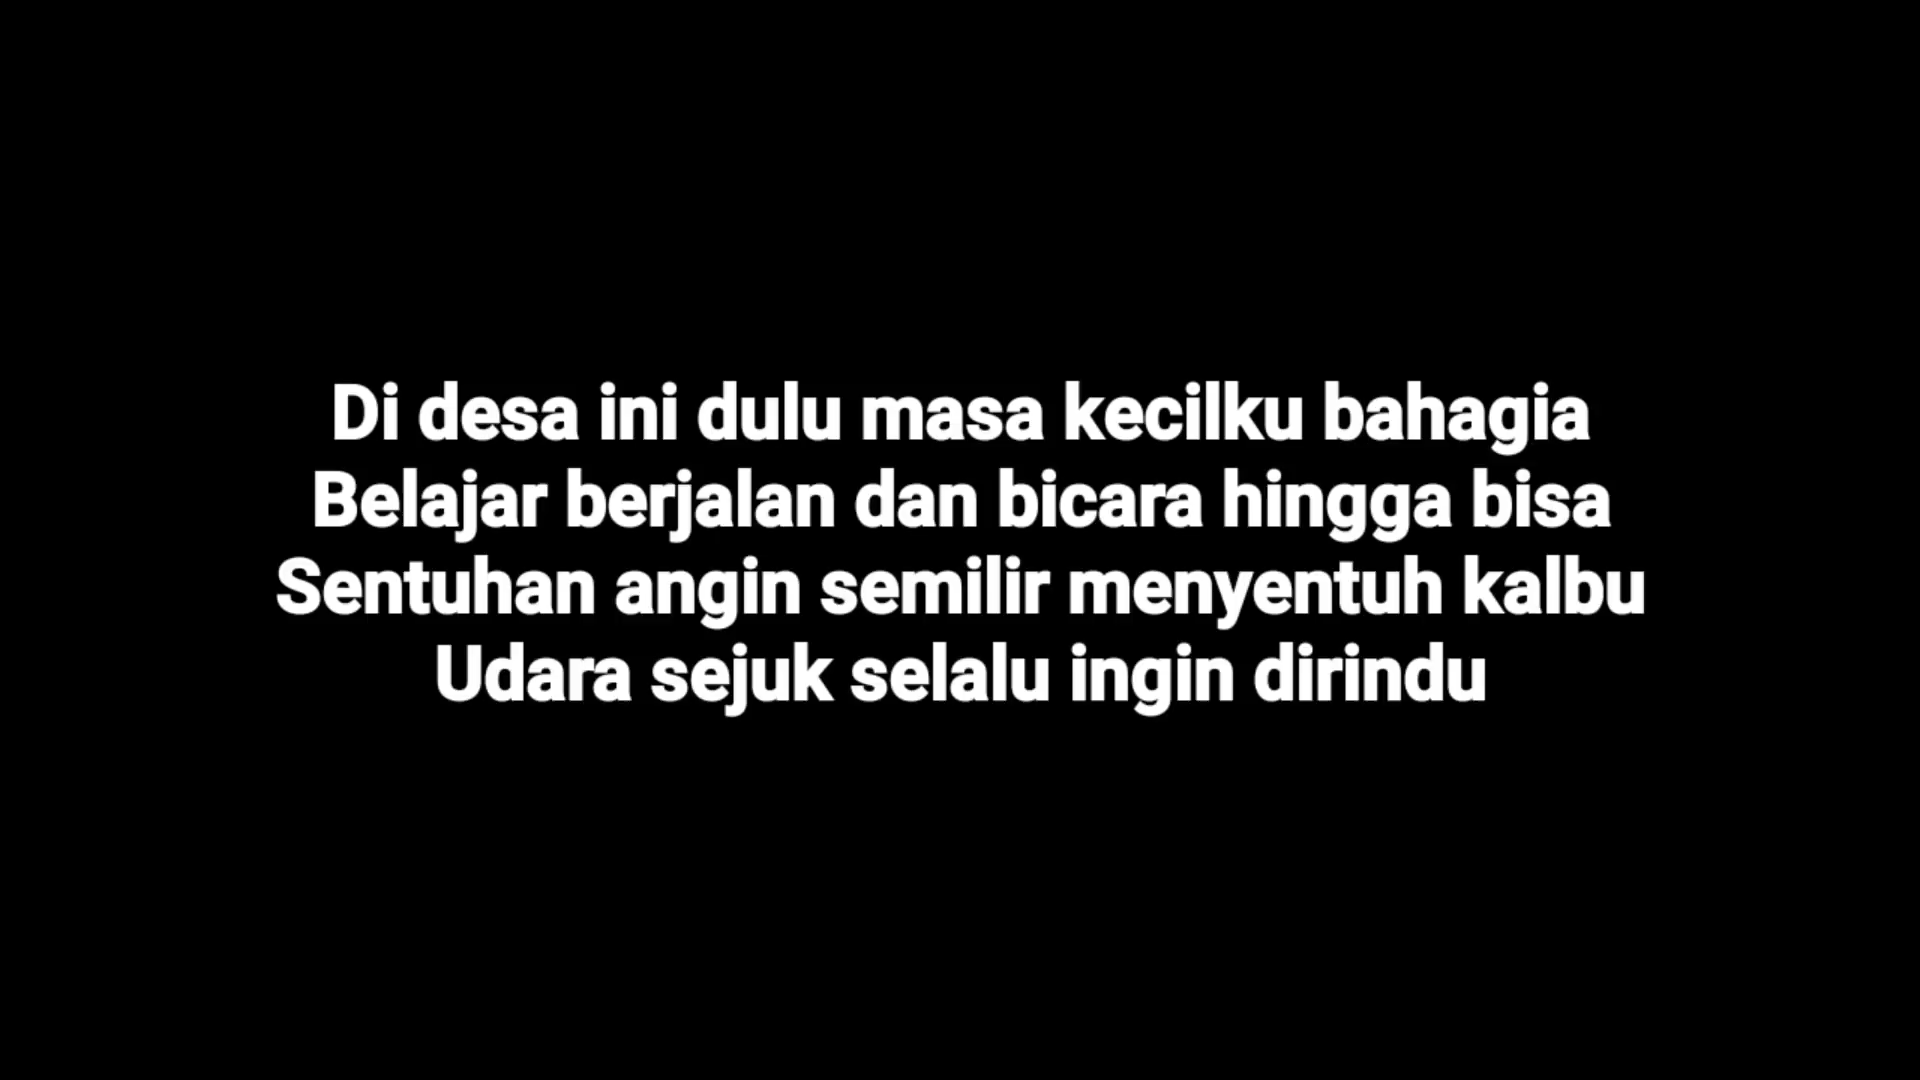 Di desa ini dulu masa kecilku bahagia
Belajar berjalan dan bicara hingga bisa
Sentuhan angin semilir menyentuh kalbu
Udara sejuk selalu ingin dirindu